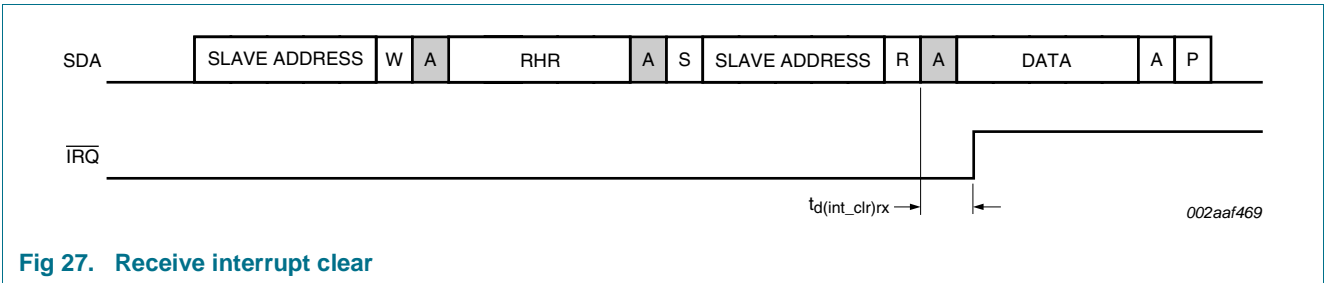 SDA SLAVE ADDRESS W A RHR A S SLAVE ADDRESS R A DATA A P
IRQ
td(int_clr)rx
002aaf469
Fig 27. Receive interrupt clear